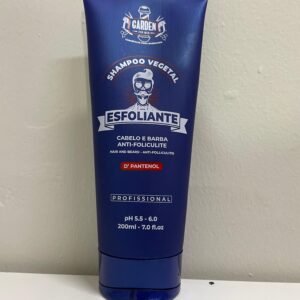 GARDEN
SHAMPOO VEGETAL
ESFOLIANTE
CABELO E BARBA
ANTI-FOLICULITE
HAIR AND BEARD - ANTI-FOLLICULITIS
D' PANTENOL
PROFISSIONAL
pH 5.5 - 6.0
200ml - 7.0 fl.oz